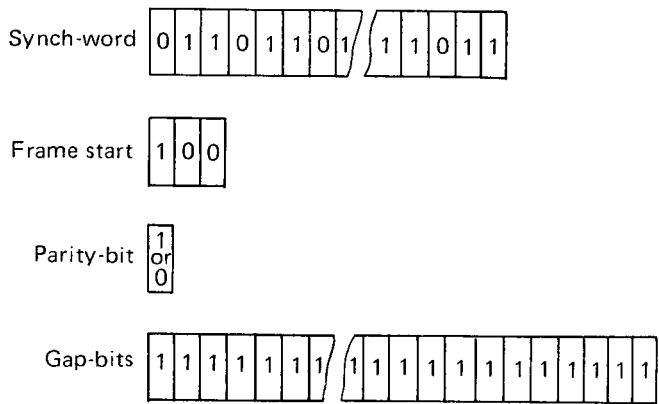 Synch-word 0 1 1 0 1 1 0 1 1 1 0 1 1
Frame start 1 0 0
Parity-bit 1 or 0
Gap-bits 1 1 1 1 1 1 1 1 1 1 1 1 1 1 1 1 1 1 1